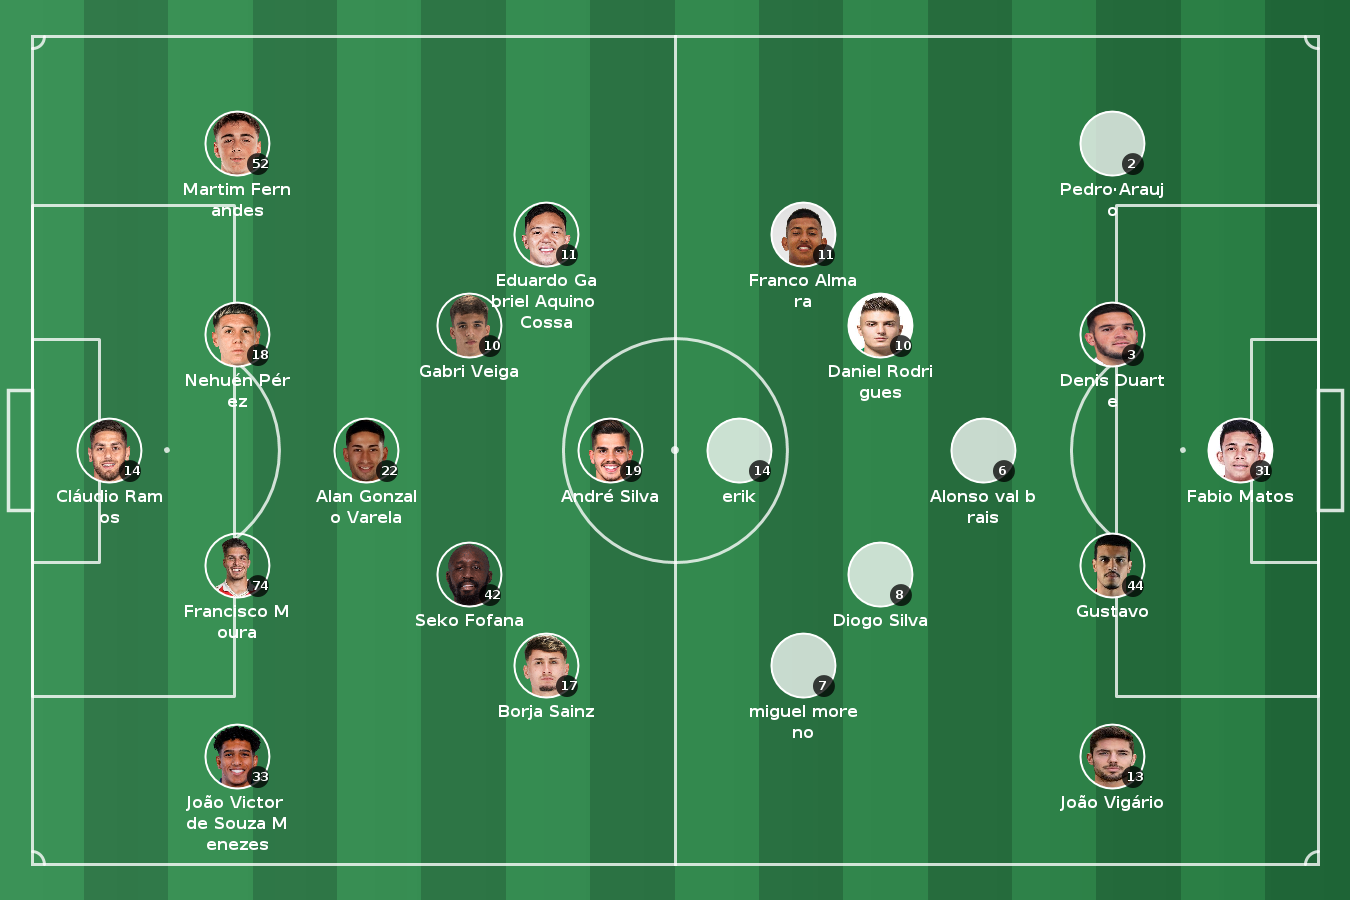 52
Martim Fern
andes
2
Pedro Arauj
o
11
Eduardo Ga
briel Aquino
Cossa
11
Franco Alma
ra
18
Nehuén Pér
ez
10
Gabri Veiga
10
Daniel Rodri
gues
3
Denis Duart
e
14
Cláudio Ram
os
22
Alan Gonzal
o Varela
19
André Silva
14
erik
6
Alonso val b
rais
31
Fabio Matos
74
Francisco M
oura
42
Seko Fofana
8
Diogo Silva
44
Gustavo
17
Borja Sainz
7
miguel more
no
33
João Victor
de Souza M
enezes
13
João Vigário